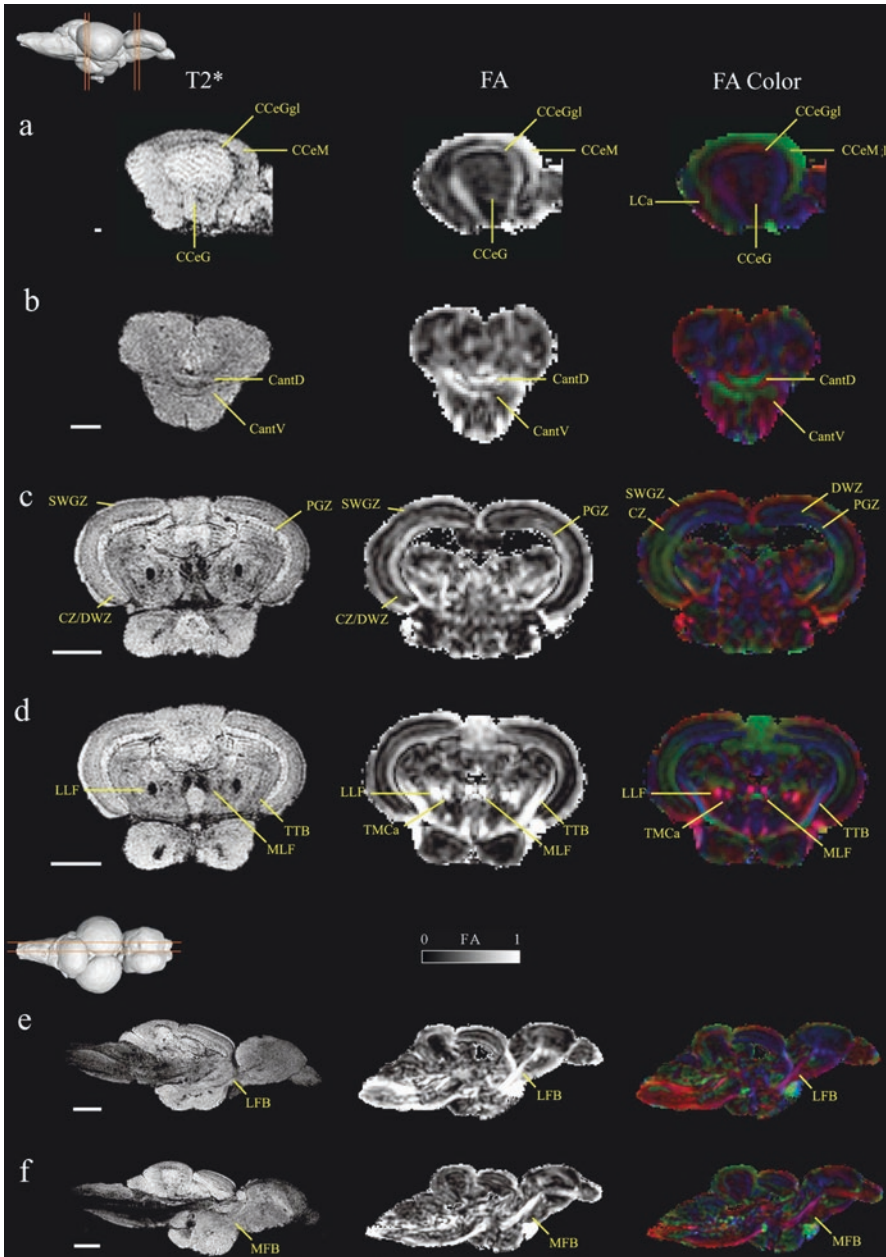 T2* FA FA Color
a CCeGgl CCeGgl CCeGgl
CCeM CCeM CCeM
LCa
CCeG CCeG CCeG
b
CantD CantD CantD
CantV CantV CantV
c SWGZ PGZ SWGZ PGZ SWGZ DWZ
CZ PGZ
CZ/DWZ CZ/DWZ
d
LLF LLF LLF
TTB TMCa TTB TMCa TTB
MLF MLF MLF
0 FA 1
e
LFB LFB LFB
f
MFB MFB MFB